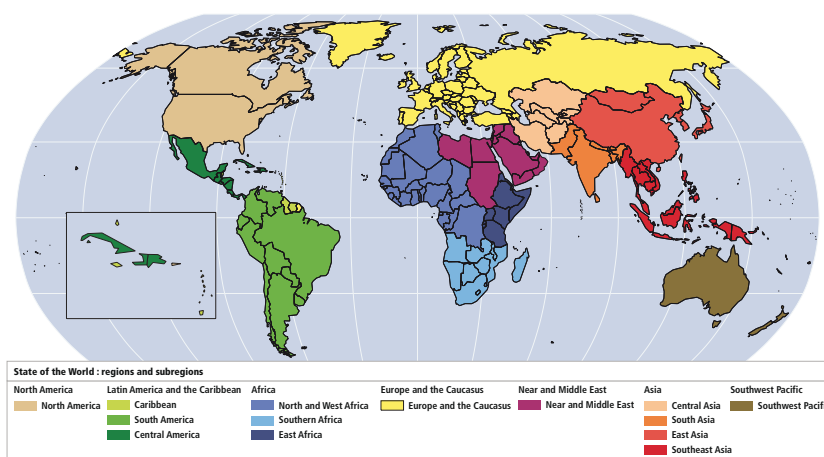 State of the World : regions and subregions
North America
North America
Latin America and the Caribbean
Caribbean
South America
Central America
Africa
North and West Africa
Southern Africa
East Africa
Europe and the Caucasus
Europe and the Caucasus
Near and Middle East
Near and Middle East
Asia
Central Asia
South Asia
East Asia
Southeast Asia
Southwest Pacific
Southwest Pacif